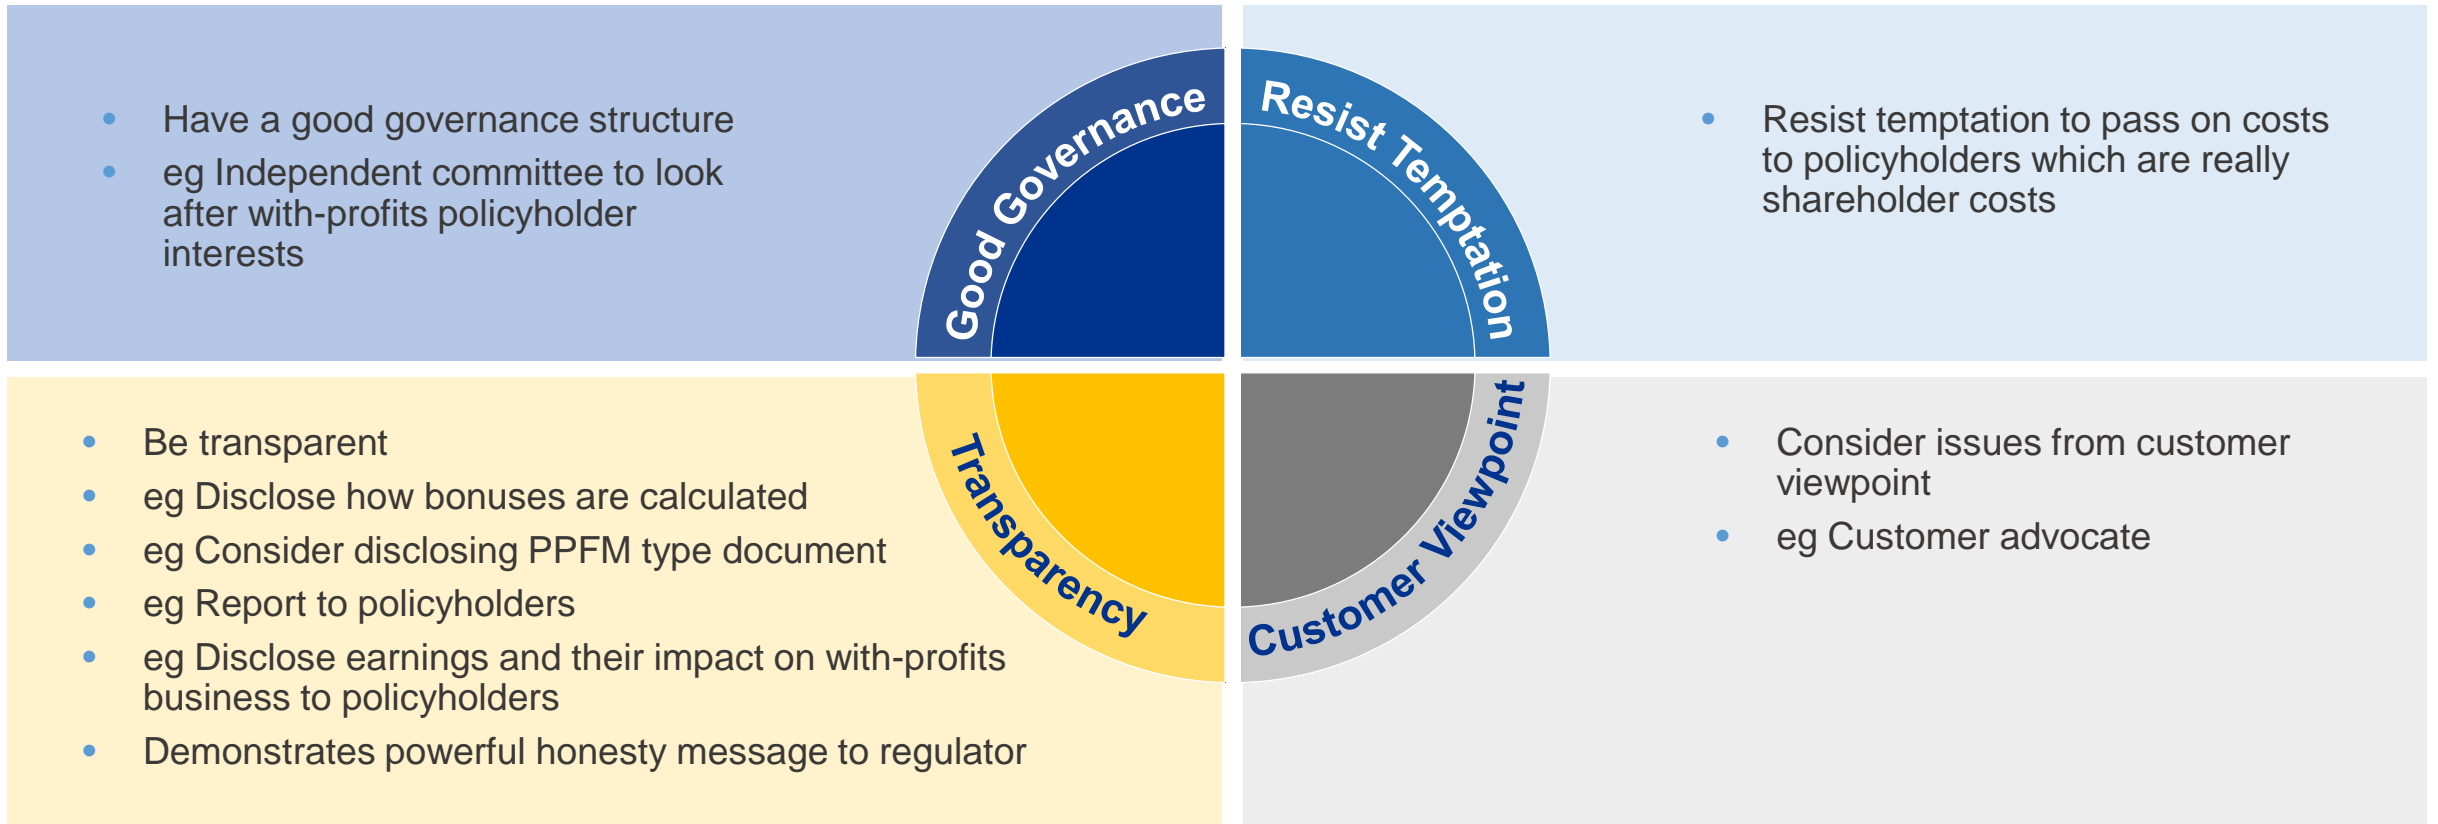 • Have a good governance structure
• eg Independent committee to look
after with-profits policyholder
interests
Good Governance
Resist Temptation
• Resist temptation to pass on costs
to policyholders which are really
shareholder costs
• Be transparent
• eg Disclose how bonuses are calculated
• eg Consider disclosing PPFM type document
• eg Report to policyholders
• eg Disclose earnings and their impact on with-profits
business to policyholders
• Demonstrates powerful honesty message to regulator
Transparency
Customer Viewpoint
• Consider issues from customer
viewpoint
• eg Customer advocate